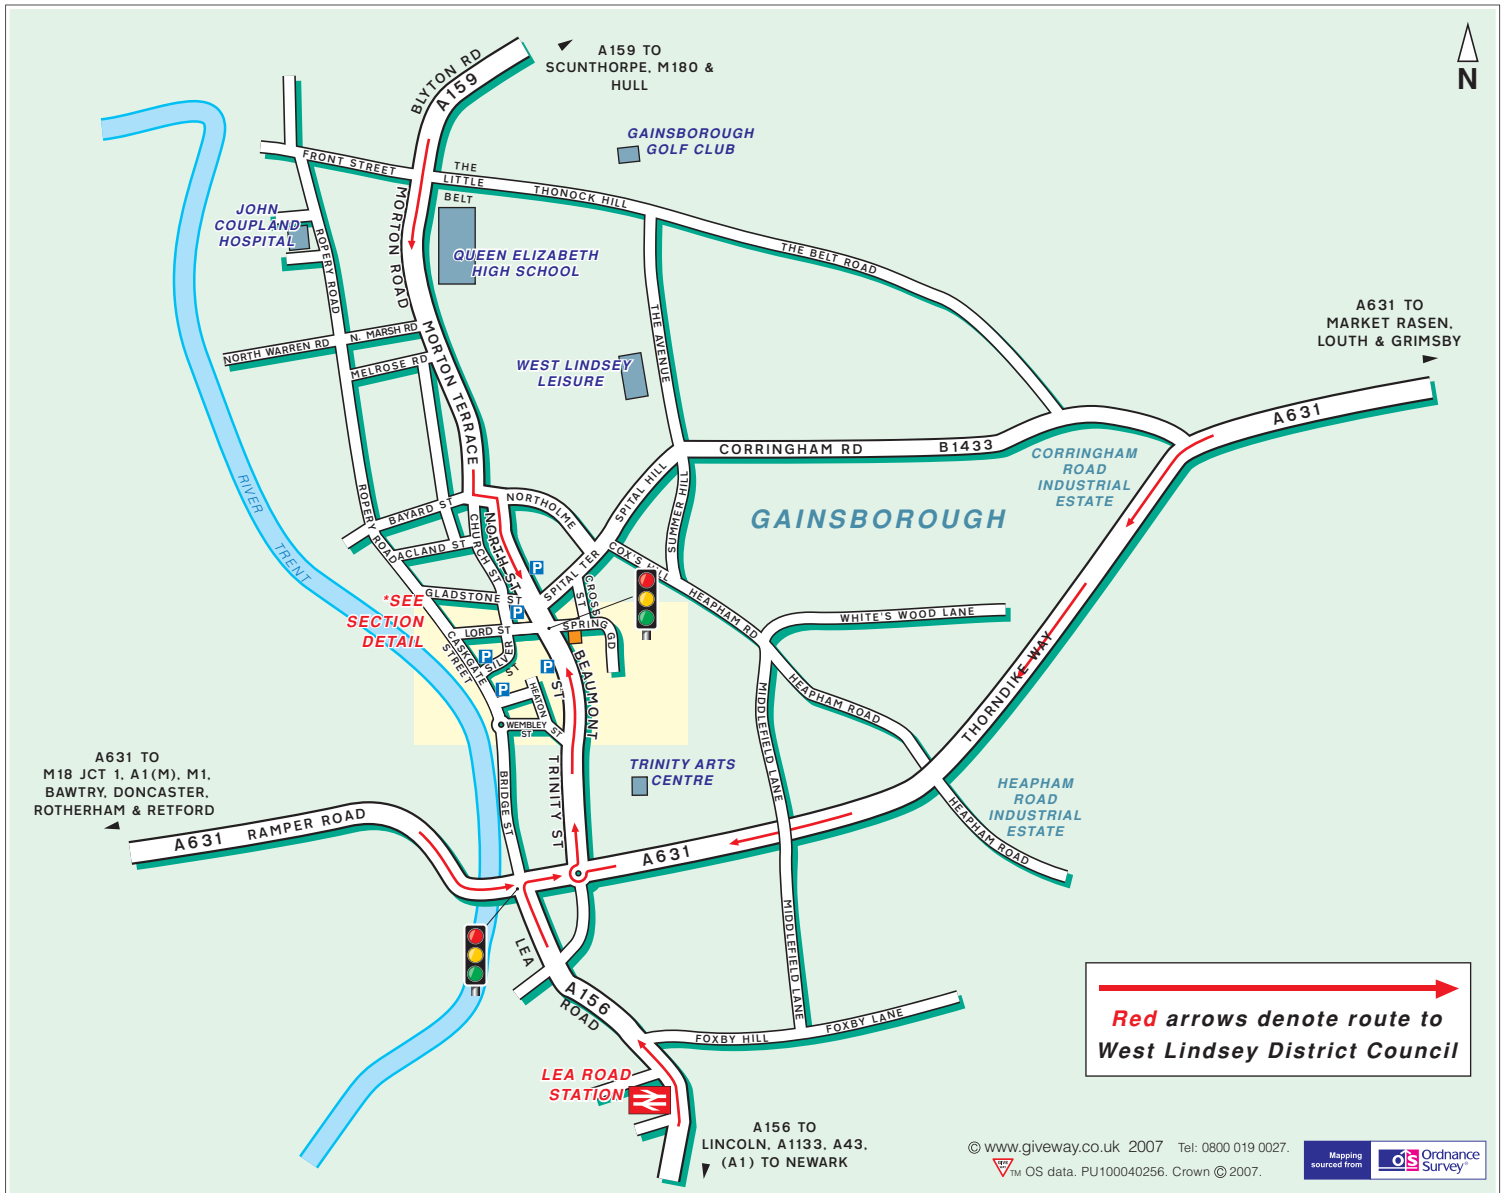 BLYTON RD
A159
A159 TO
SCUNTHORPE, M180 &
HULL
N
GAINSBOROUGH
GOLF CLUB
FRONT STREET
THE
LITTLE
BELT
THONOCK HILL
THE BELT ROAD
JOHN
COUPLAND
HOSPITAL
MORTON ROAD
QUEEN ELIZABETH
HIGH SCHOOL
ROPERY ROAD
THE AVENUE
A631 TO
MARKET RASEN,
LOUTH & GRIMSBY
NORTH WARREN RD
N. MARSH RD
MELROSE RD
MORTON TERRACE
WEST LINDSEY
LEISURE
A631
CORRINGHAM RD
B1433
CORRINGHAM
ROAD
INDUSTRIAL
ESTATE
RIVER
TRENT
ROPERY ROAD
BAYARD ST
NORTHOLME
SPITAL HILL
SUMMER HILL
GAINSBOROUGH
ACLAND ST
CHURCH ST
NORTH ST
SPITAL TER
COX'S HILL
CROSS
ST
P
*SEE
SECTION
DETAIL
GLADSTONE ST
P
HEAPHAM RD
WHITE'S WOOD LANE
LORD ST
SPRING GD
CASKGATE
STREET
SILVER
ST
P
P
P
BEAUMONT
ST
HEATON
ST
WEMBLEY
ST
MIDDLEFIELD LANE
HEAPHAM ROAD
THORNDIKE WAY
A631 TO
M18 JCT 1, A1(M), M1,
BAWTRY, DONCASTER,
ROTHERHAM & RETFORD
BRIDGE ST
TRINITY ST
TRINITY ARTS
CENTRE
HEAPHAM
ROAD
INDUSTRIAL
ESTATE
HEAPHAM ROAD
A631
RAMPER ROAD
A631
MIDDLEFIELD LANE
LEA
ROAD
A156
FOXBY HILL
FOXBY LANE
LEA ROAD
STATION
Red arrows denote route to
West Lindsey District Council
A156 TO
LINCOLN, A1133, A43,
(A1) TO NEWARK
© www.giveway.co.uk 2007 Tel: 0800 019 0027.
TM OS data. PU100040256. Crown © 2007.
Mapping
sourced from
OS
Ordnance
Survey®